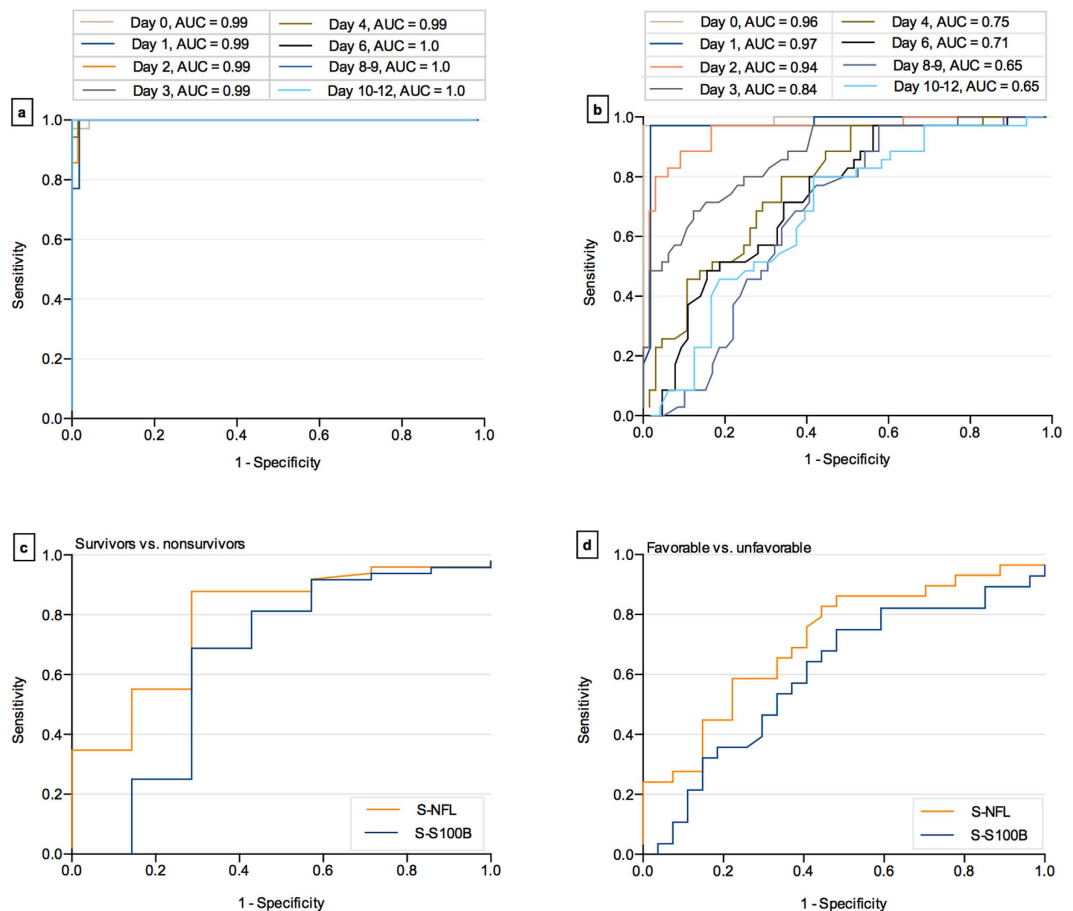 Day 0, AUC = 0.99 Day 4, AUC = 0.99
Day 1, AUC = 0.99 Day 6, AUC = 1.0
Day 2, AUC = 0.99 Day 8-9, AUC = 1.0
Day 3, AUC = 0.99 Day 10-12, AUC = 1.0
a
1.0
0.8
0.6
0.4
0.2
0.0
Sensitivity
0.0 0.2 0.4 0.6 0.8 1.0
1 - Specificity
Day 0, AUC = 0.96 Day 4, AUC = 0.75
Day 1, AUC = 0.97 Day 6, AUC = 0.71
Day 2, AUC = 0.94 Day 8-9, AUC = 0.65
Day 3, AUC = 0.84 Day 10-12, AUC = 0.65
b
1.0
0.8
0.6
0.4
0.2
0.0
Sensitivity
0.0 0.2 0.4 0.6 0.8 1.0
1 - Specificity
c
Survivors vs. nonsurvivors
1.0
0.8
0.6
0.4
0.2
0.0
Sensitivity
S-NFL
S-S100B
0.0 0.2 0.4 0.6 0.8 1.0
1 - Specificity
d
Favorable vs. unfavorable
1.0
0.8
0.6
0.4
0.2
0.0
Sensitivity
S-NFL
S-S100B
0.0 0.2 0.4 0.6 0.8 1.0
1 - Specificity